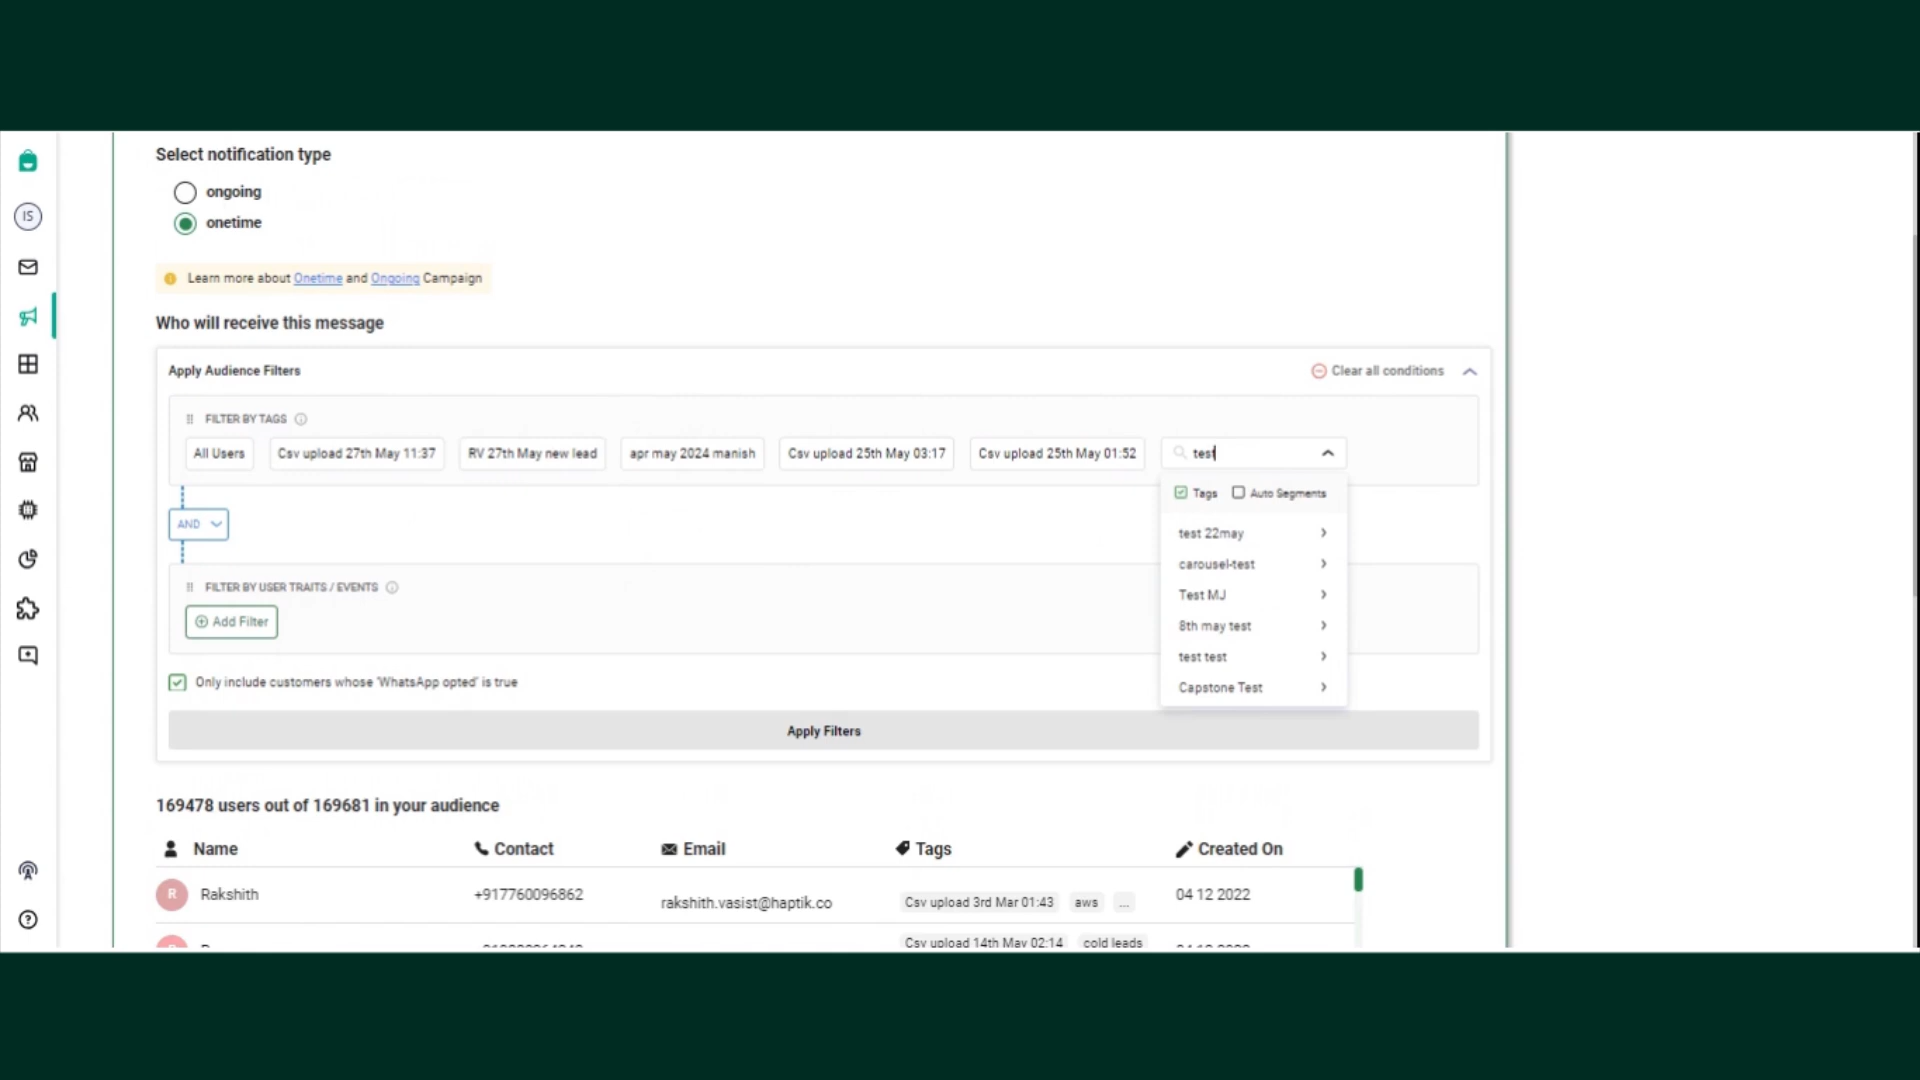 Select notification type
IS
ongoing
onetime
Learn more about Onetime and Ongoing Campaign
Who will receive this message
Apply Audience Filters
Clear all conditions
FILTER BY TAGS
All Users
Csv upload 27th May 11:37
RV 27th May new lead
apr may 2024 manish
Csv upload 25th May 03:17
Csv upload 25th May 01:52
test
Tags
Auto Segments
test 22may
carousel-test
Test MJ
8th may test
test test
Capstone Test
AND
FILTER BY USER TRAITS / EVENTS
Add Filter
Only include customers whose 'WhatsApp opted' is true
Apply Filters
169478 users out of 169681 in your audience
Name Contact Email Tags Created On
R Rakshith +917760096862 rakshith.vasist@haptik.co Csv upload 3rd Mar 01:43 aws ... 04 12 2022
Csv upload 14th May 02:14 cold leads